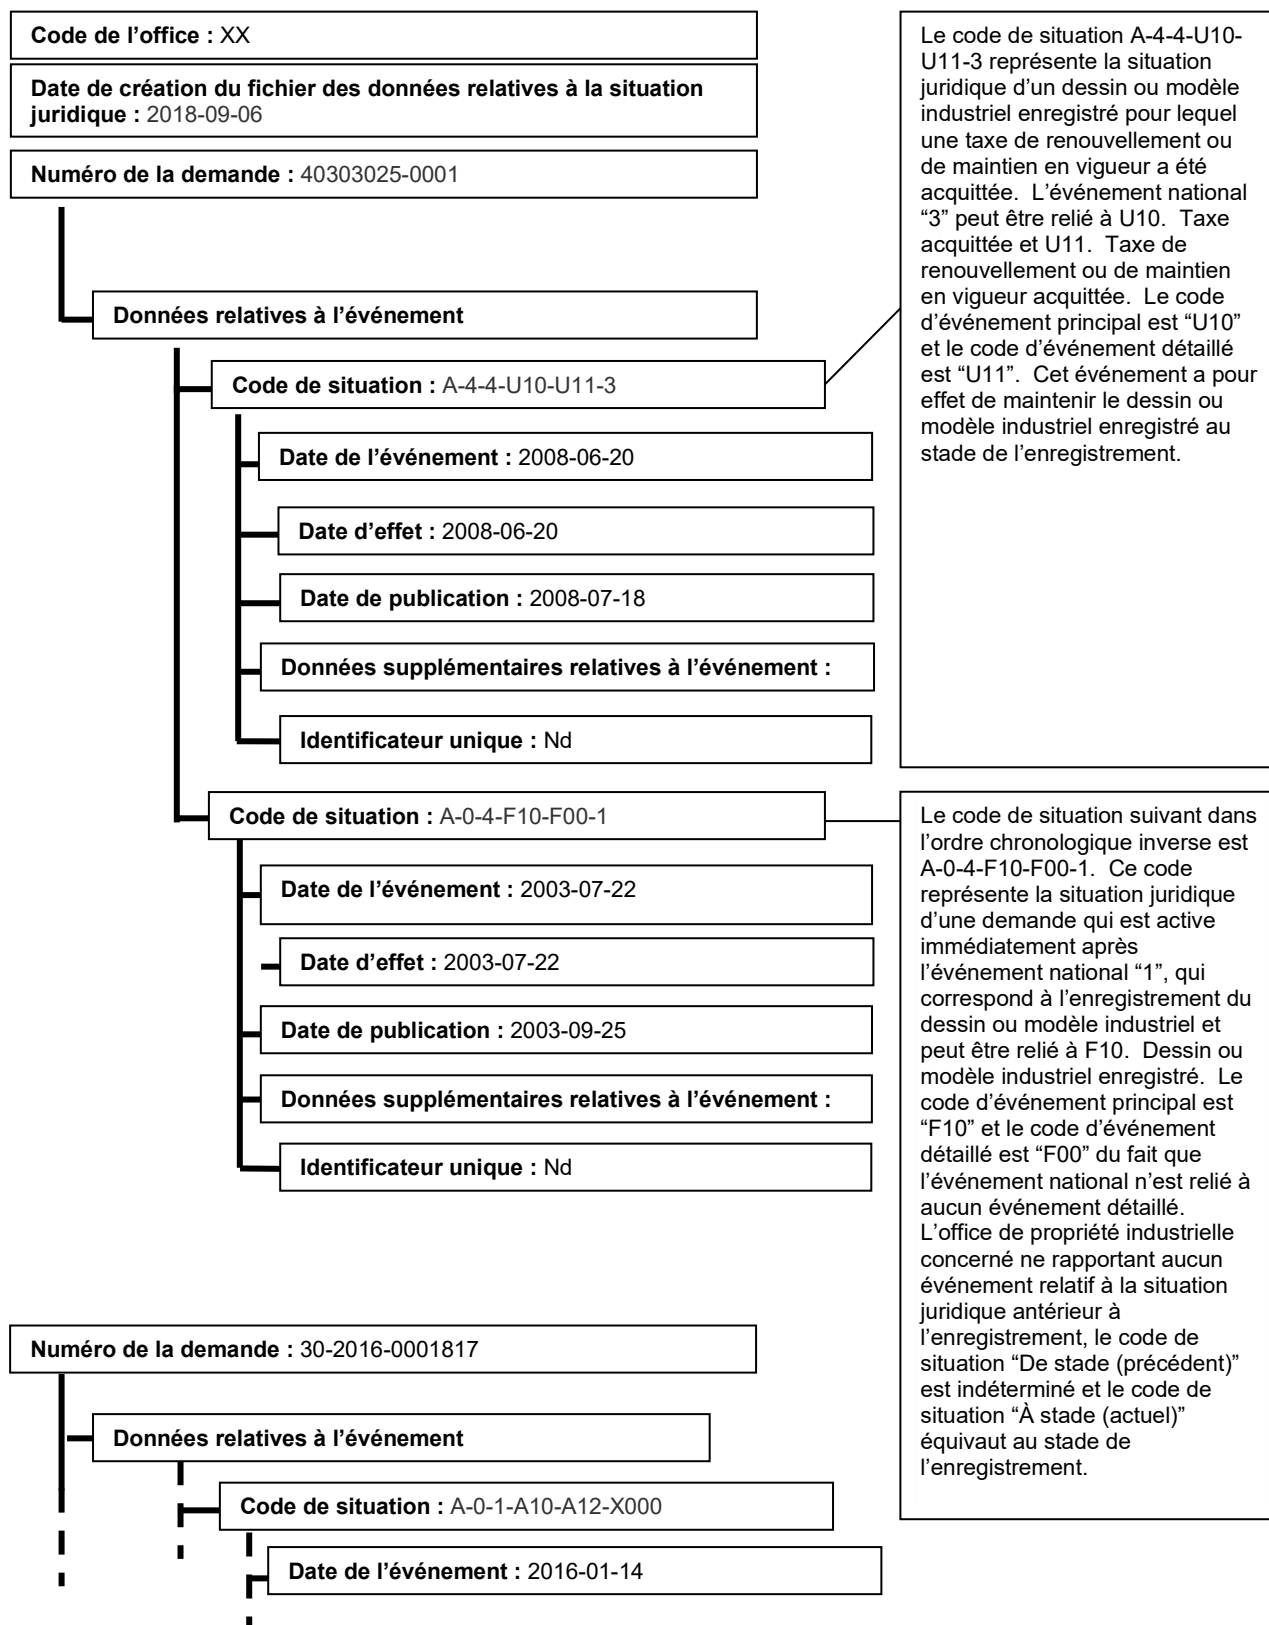 Code de l'office : XX
Date de création du fichier des données relatives à la situation
juridique : 2018-09-06
Numéro de la demande : 40303025-0001
Données relatives à l'événement
Code de situation : A-4-4-U10-U11-3
Date de l'événement : 2008-06-20
Date d'effet : 2008-06-20
Date de publication : 2008-07-18
Données supplémentaires relatives à l'événement :
Identificateur unique : Nd
Le code de situation A-4-4-U10-
U11-3 représente la situation
juridique d'un dessin ou modèle
industriel enregistré pour lequel
une taxe de renouvellement ou
de maintien en vigueur a été
acquittée.  L'événement national
“3” peut être relié à U10.  Taxe
acquittée et U11.  Taxe de
renouvellement ou de maintien
en vigueur acquittée.  Le code
d'événement principal est “U10”
et le code d'événement détaillé
est “U11”.  Cet événement a pour
effet de maintenir le dessin ou
modèle industriel enregistré au
stade de l'enregistrement.
Code de situation : A-0-4-F10-F00-1
Date de l'événement : 2003-07-22
Date d'effet : 2003-07-22
Date de publication : 2003-09-25
Données supplémentaires relatives à l'événement :
Identificateur unique : Nd
Le code de situation suivant dans
l'ordre chronologique inverse est
A-0-4-F10-F00-1.  Ce code
représente la situation juridique
d'une demande qui est active
immédiatement après
l'événement national “1”, qui
correspond à l'enregistrement du
dessin ou modèle industriel et
peut être relié à F10.  Dessin ou
modèle industriel enregistré.  Le
code d'événement principal est
“F10” et le code d'événement
détaillé est “F00” du fait que
l'événement national n'est relié à
aucun événement détaillé.
L'office de propriété industrielle
concerné ne rapportant aucun
événement relatif à la situation
juridique antérieur à
l'enregistrement, le code de
situation “De stade (précédent)”
est indéterminé et le code de
situation “À stade (actuel)”
équivaut au stade de
l'enregistrement.
Numéro de la demande : 30-2016-0001817
Données relatives à l'événement
Code de situation : A-0-1-A10-A12-X000
Date de l'événement : 2016-01-14